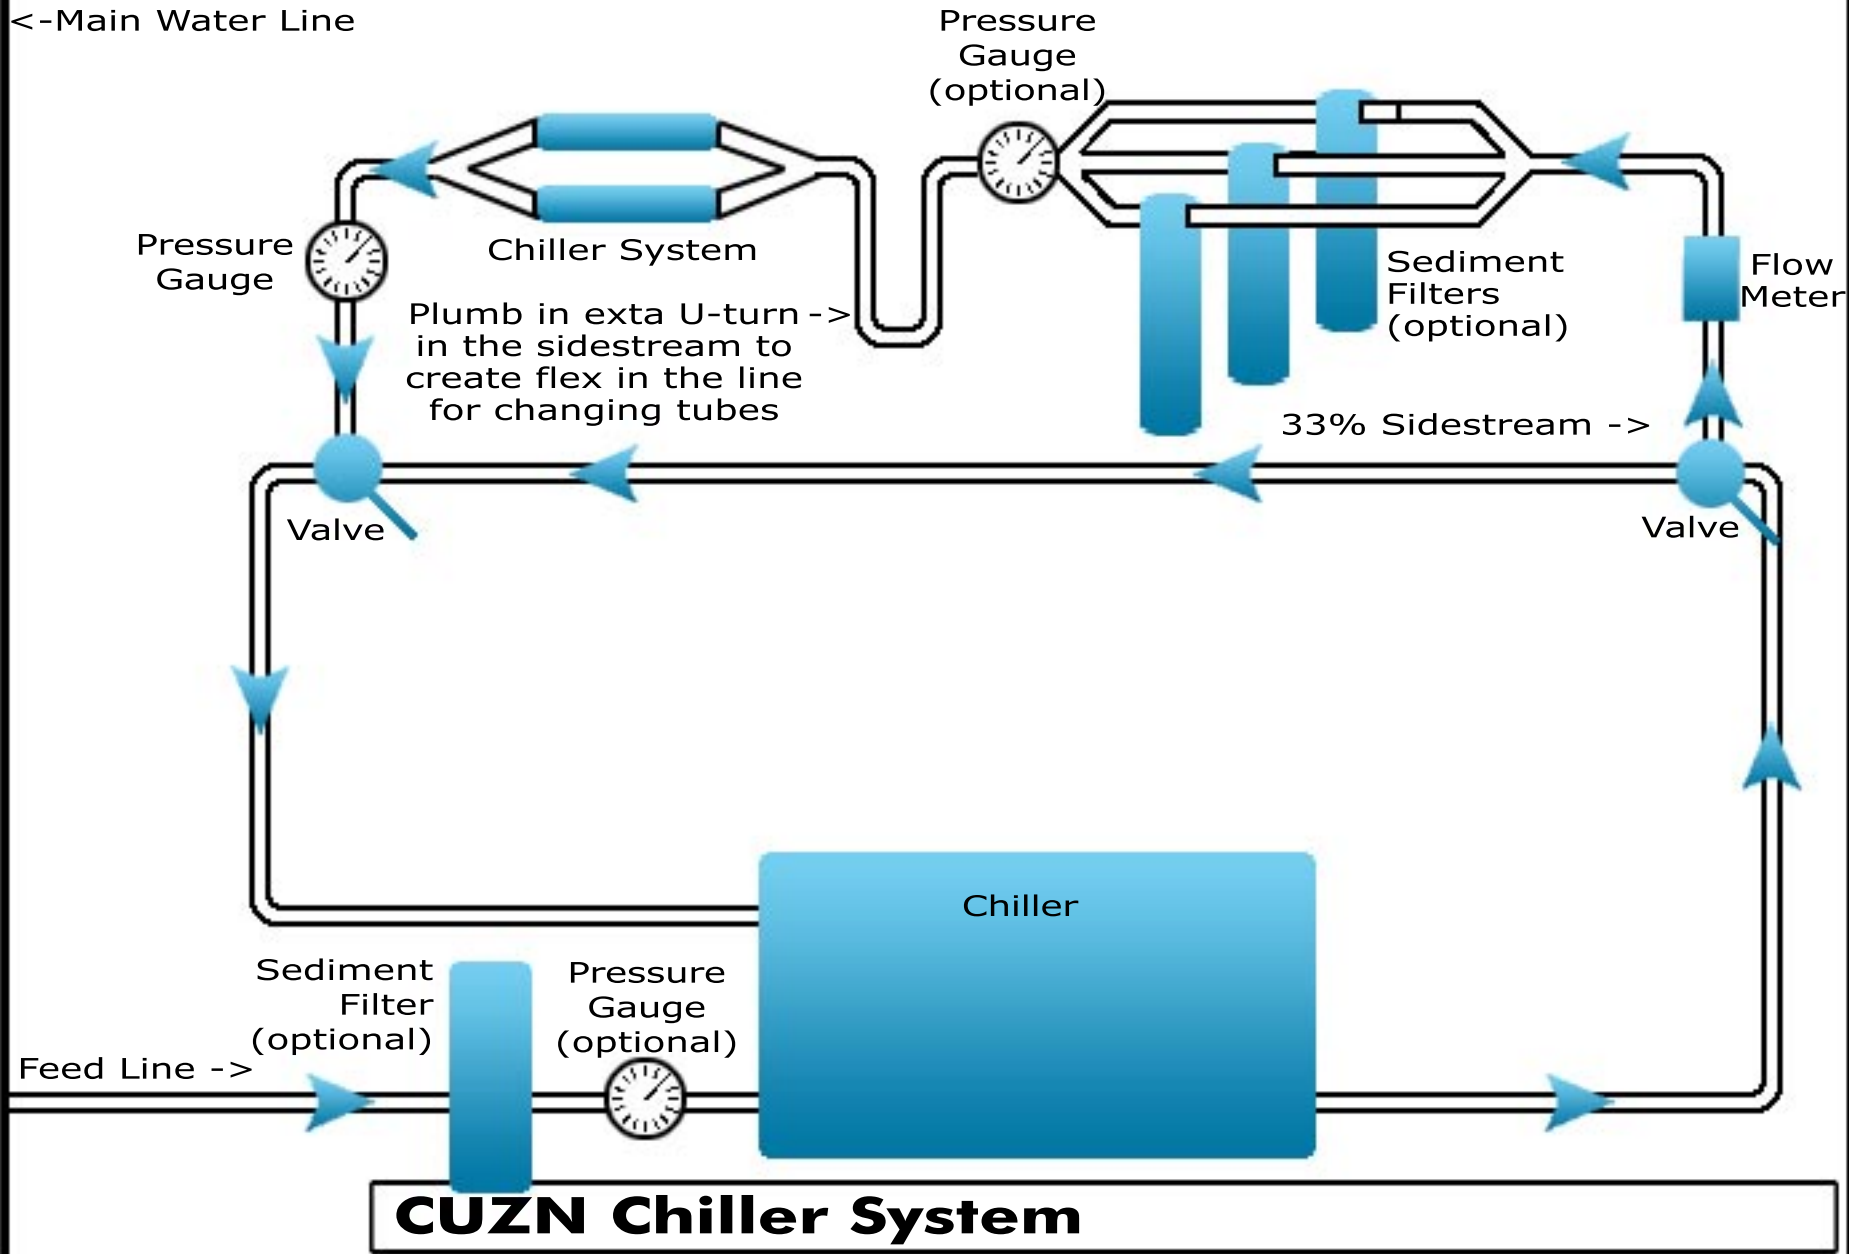 <-Main Water Line
Pressure
Gauge
(optional)
Pressure
Gauge
Chiller System
Sediment
Filters
(optional)
Flow
Meter
Plumb in exta U-turn ->
in the sidestream to
create flex in the line
for changing tubes
33% Sidestream ->
Valve
Valve
Chiller
Sediment
Filter
(optional)
Pressure
Gauge
(optional)
Feed Line ->
CUZN Chiller System